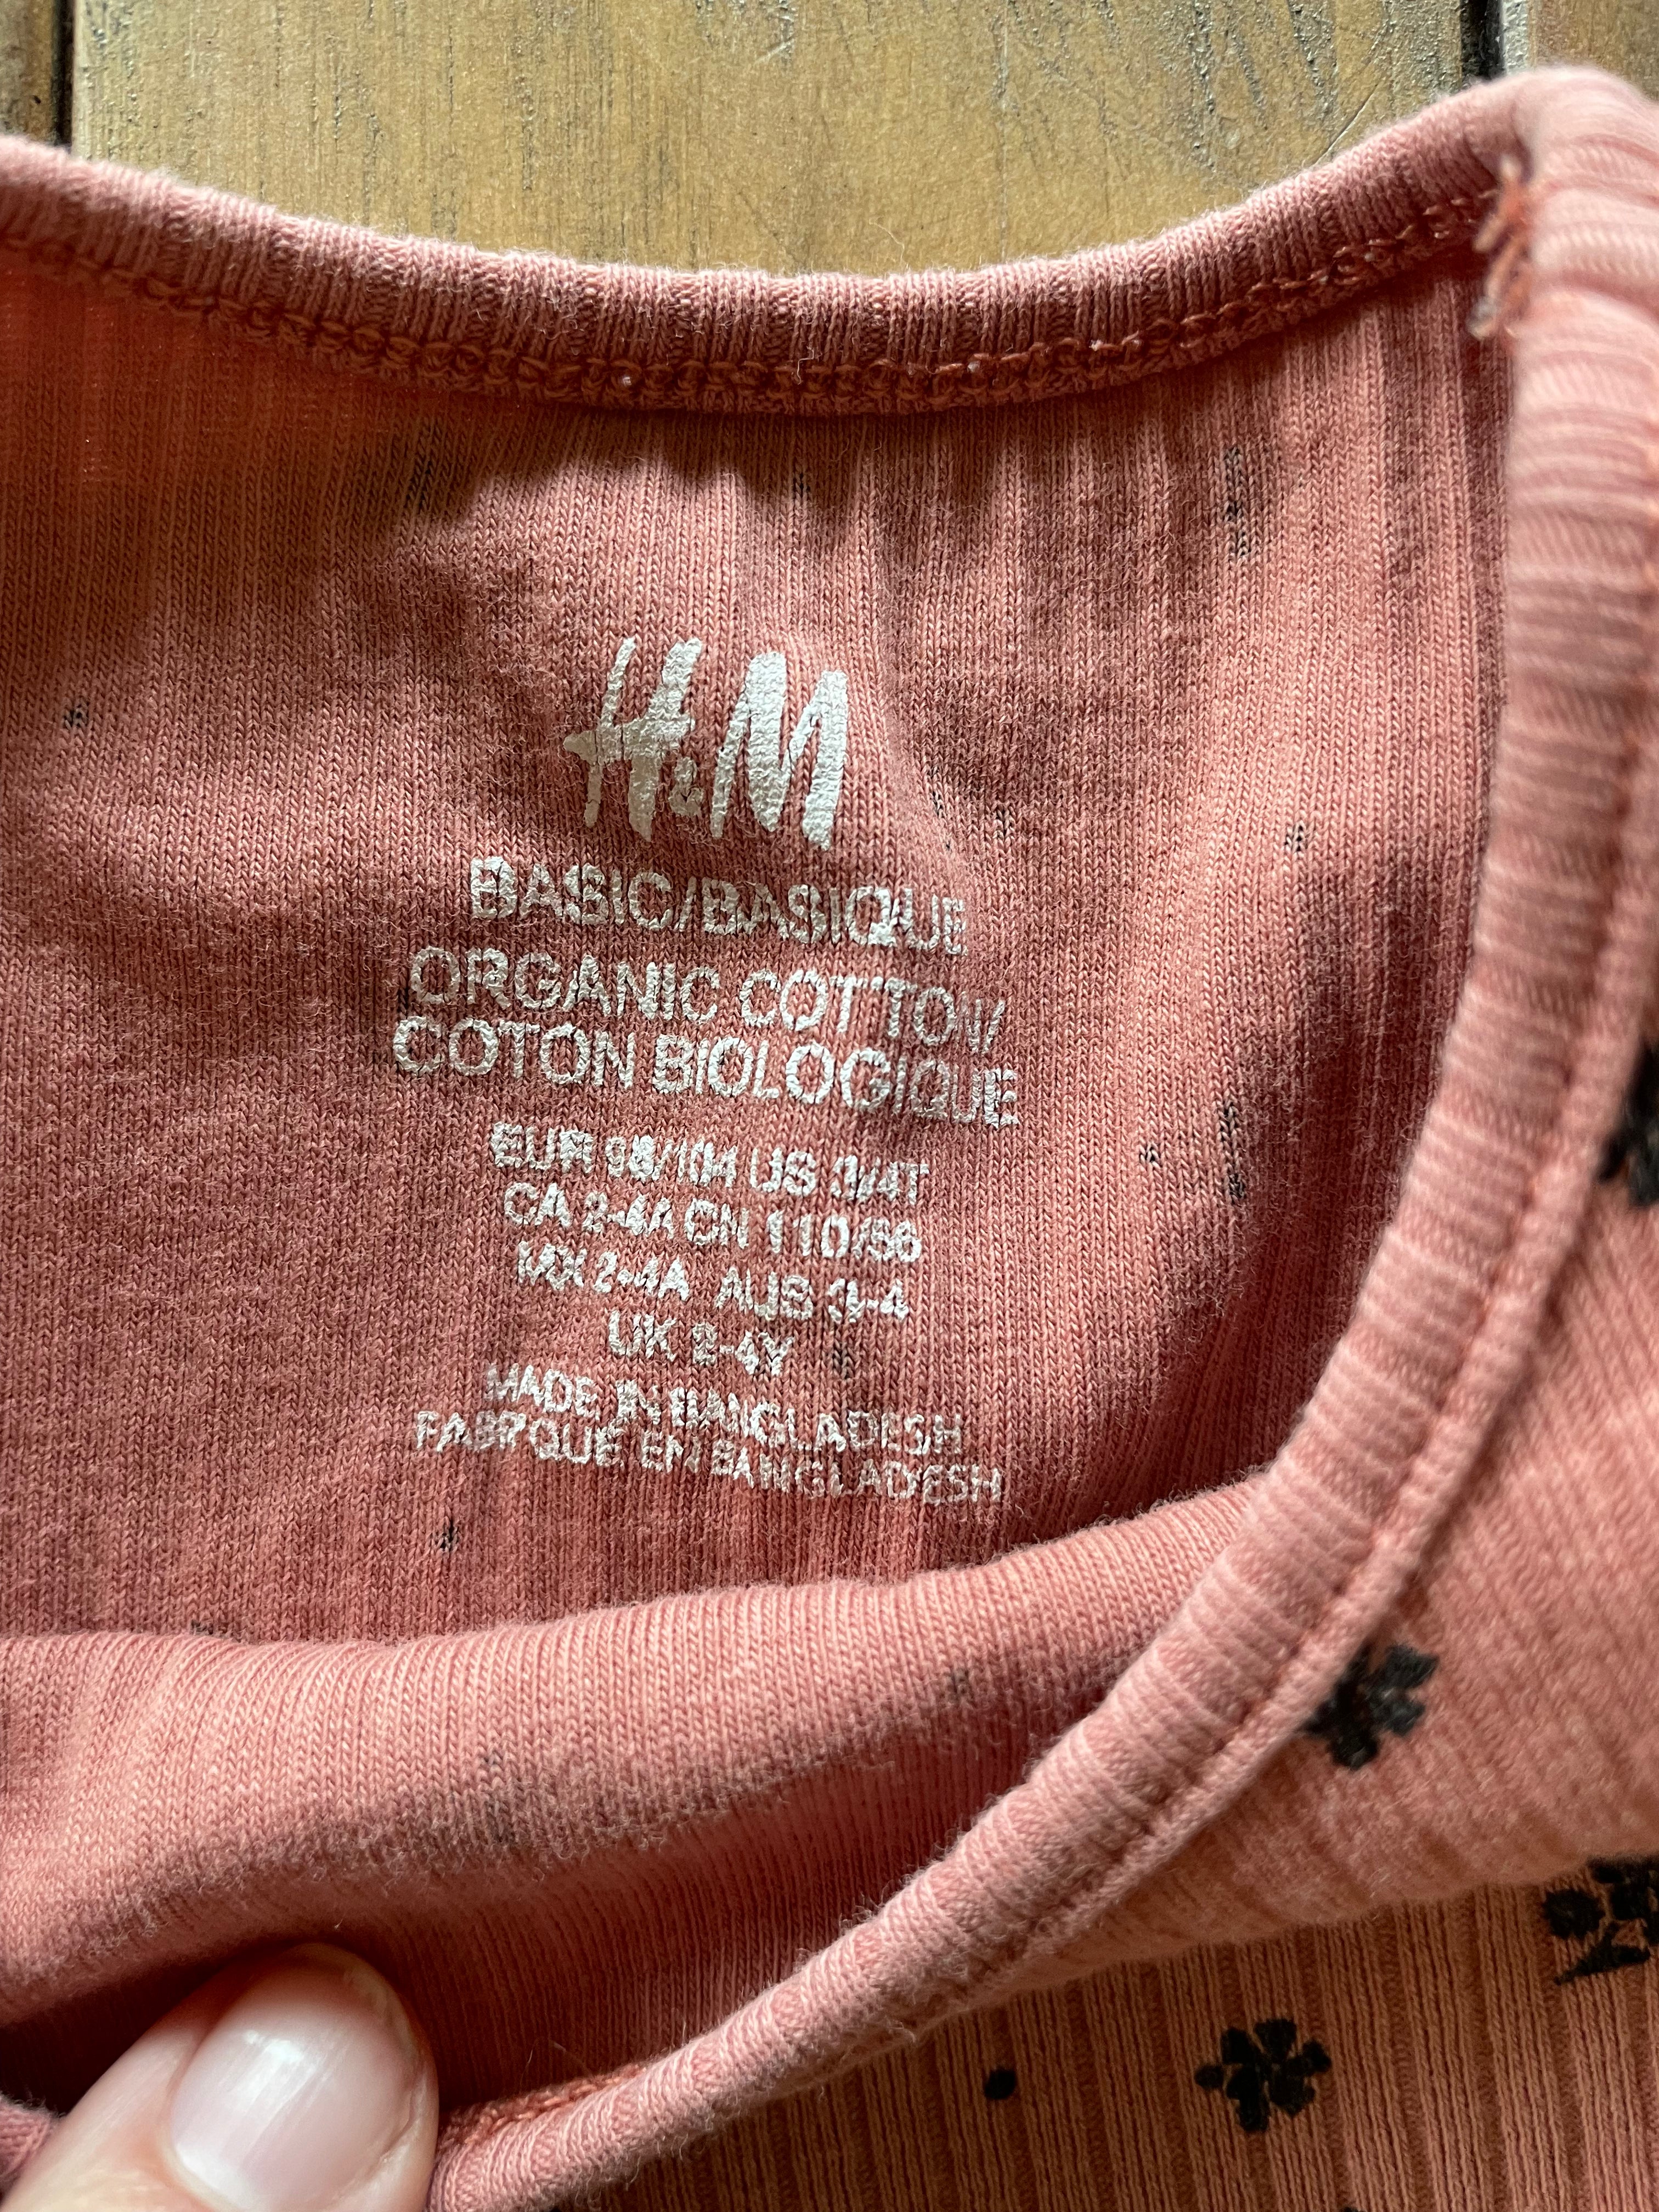 H&M
BASIC/BASIQUE
ORGANIC COTTON/
COTON BIOLOGIQUE
EUR 98/104 US 3/4T
CA 2-4A CN 110/56
MX 2-4A AUS 3-4
UK 2-4Y
MADE IN BANGLADESH
FABRIQUÉ EN BANGLADESH